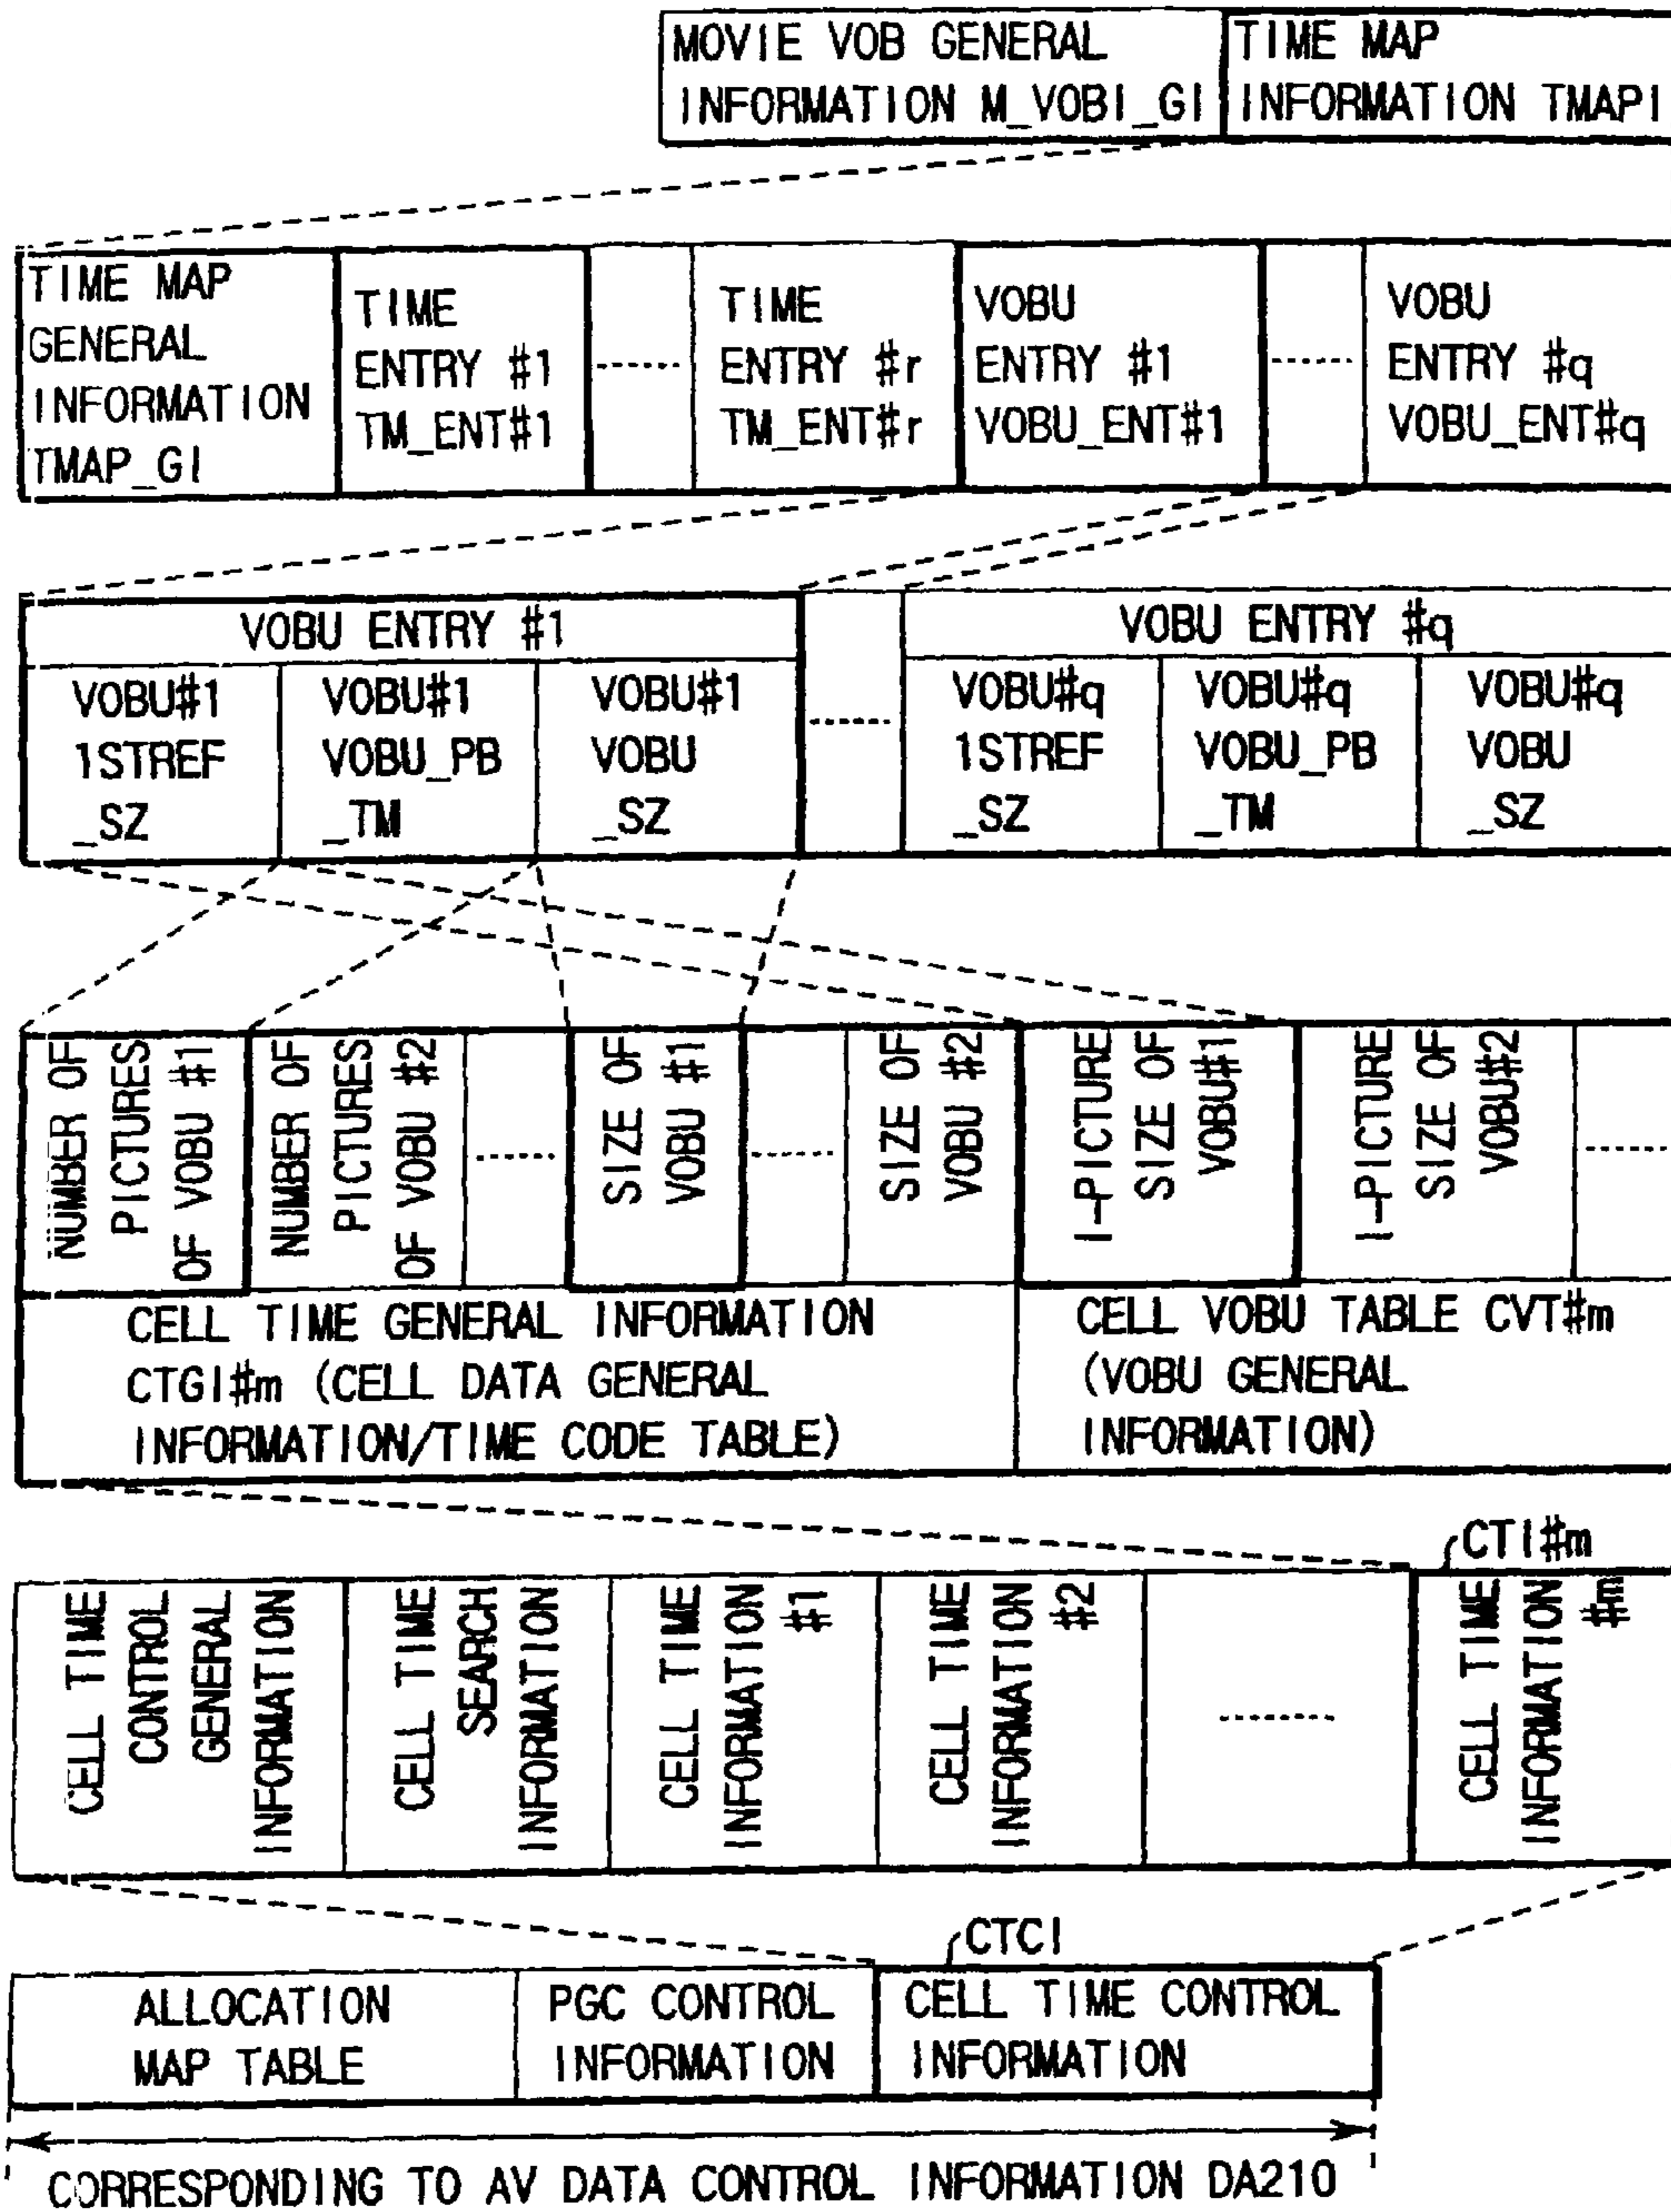 MOVIE VOB GENERAL
INFORMATION M_VOBI_GI
TIME MAP
INFORMATION TMAPI
TIME MAP
GENERAL
INFORMATION
TMAP_GI
TIME
ENTRY #1
TM_ENT#1
........
TIME
ENTRY #r
TM_ENT#r
VOBU
ENTRY #1
VOBU_ENT#1
........
VOBU
ENTRY #q
VOBU_ENT#q
VOBU ENTRY #1
VOBU#1
1STREF
_SZ
VOBU#1
VOBU_PB
_TM
VOBU#1
VOBU
_SZ
........
VOBU ENTRY #q
VOBU#q
1STREF
_SZ
VOBU#q
VOBU_PB
_TM
VOBU#q
VOBU
_SZ
NUMBER OF
PICTURES
OF VOBU #1
NUMBER OF
PICTURES
OF VOBU #2
........
SIZE OF
VOBU #1
........
SIZE OF
VOBU #2
I-PICTURE
SIZE OF
VOBU#1
I-PICTURE
SIZE OF
VOBU#2
........
CELL TIME GENERAL INFORMATION
CTGI#m (CELL DATA GENERAL
INFORMATION/TIME CODE TABLE)
CELL VOBU TABLE CVT#m
(VOBU GENERAL
INFORMATION)
CTI#m
CELL TIME
CONTROL
GENERAL
INFORMATION
CELL TIME
SEARCH
INFORMATION
CELL TIME
INFORMATION
#1
CELL TIME
INFORMATION
#2
..........
CELL TIME
INFORMATION
#m
CTCI
ALLOCATION
MAP TABLE
PGC CONTROL
INFORMATION
CELL TIME CONTROL
INFORMATION
CORRESPONDING TO AV DATA CONTROL INFORMATION DA210